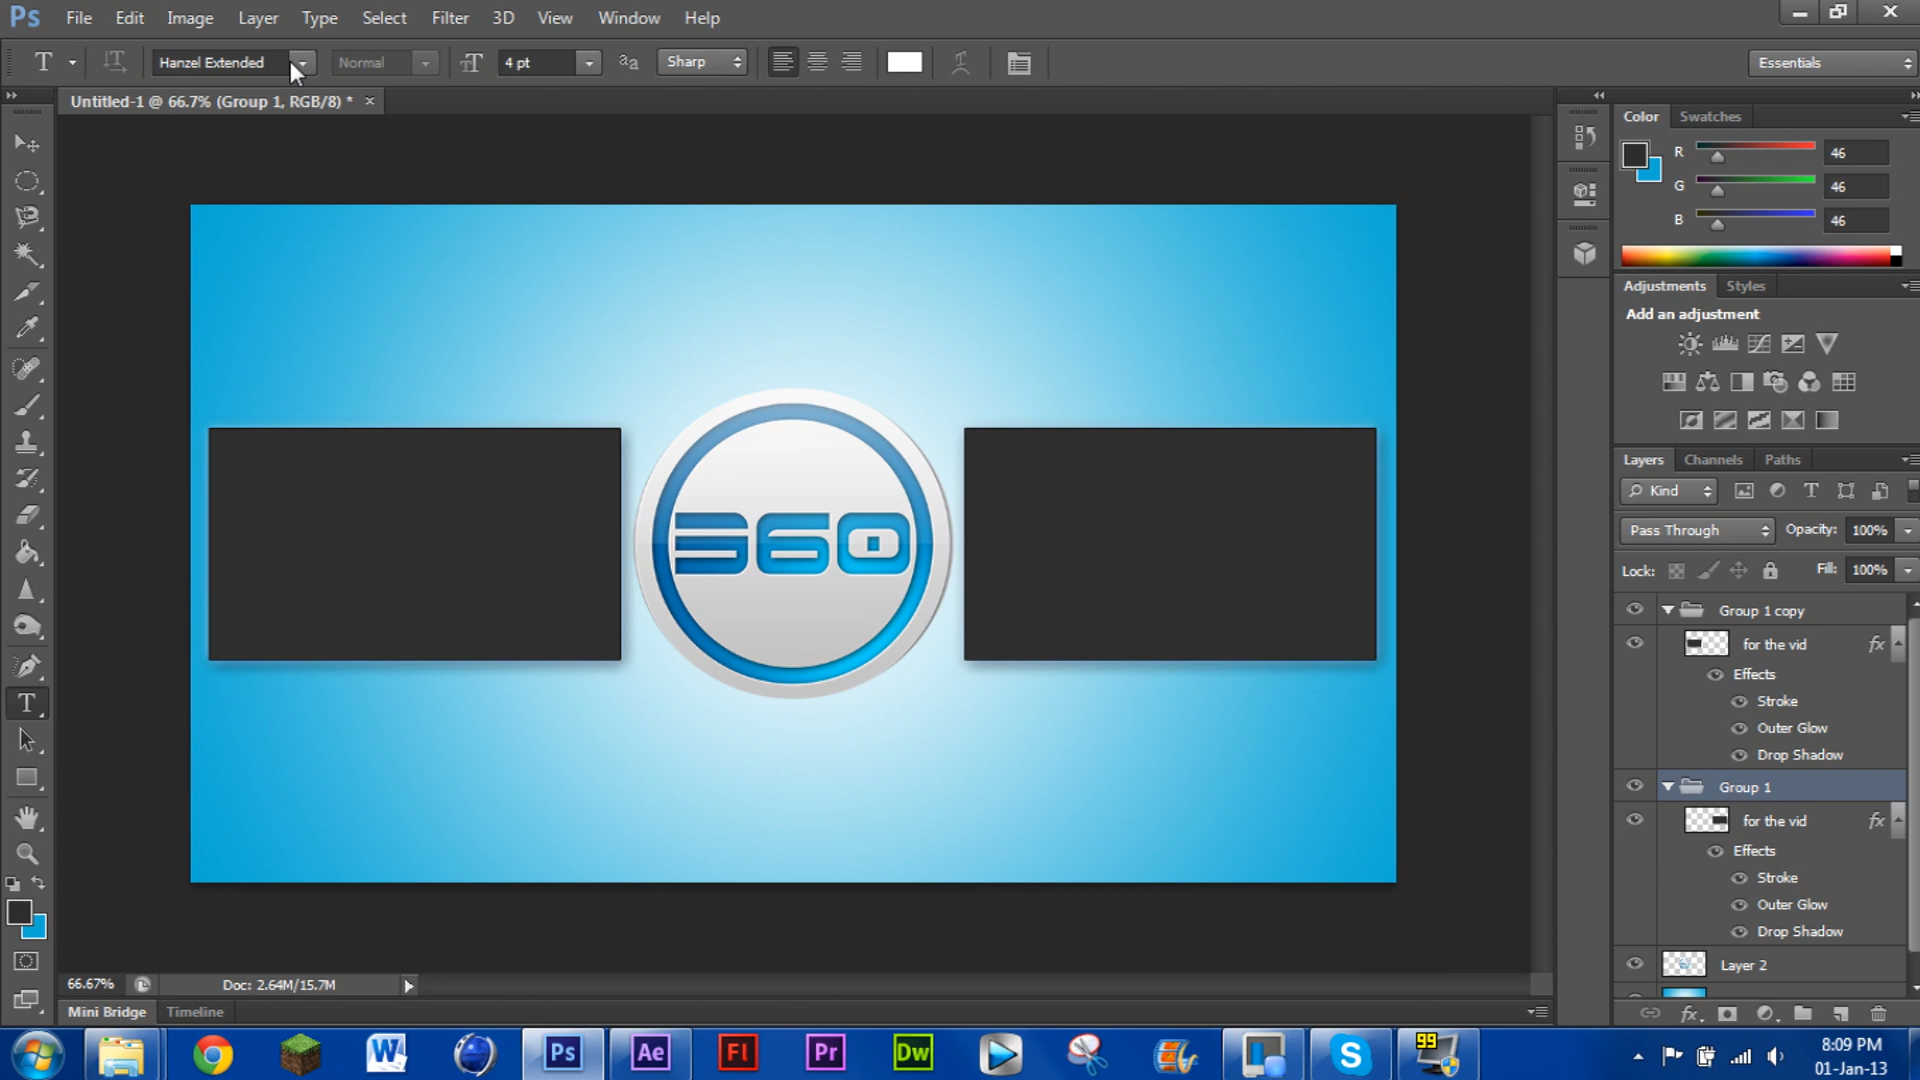 Ps File Edit Image Layer Type Select Filter 3D View Window Help
T Hanzel Extended Normal 4 pt Sharp Essentials
Untitled-1 @ 66.7% (Group 1, RGB/8) *
Color Swatches
R 46
G 46
B 46
Adjustments Styles
Add an adjustment
Layers Channels Paths
Kind
Pass Through Opacity: 100%
Lock: Fill: 100%
Group 1 copy
for the vid fx
Effects
Stroke
Outer Glow
Drop Shadow
Group 1
for the vid fx
Effects
Stroke
Outer Glow
Drop Shadow
Layer 2
360
66.67% Doc: 2.64M/15.7M
Mini Bridge Timeline
Ps Ae Fl Pr Dw 99
8:09 PM
01-Jan-13